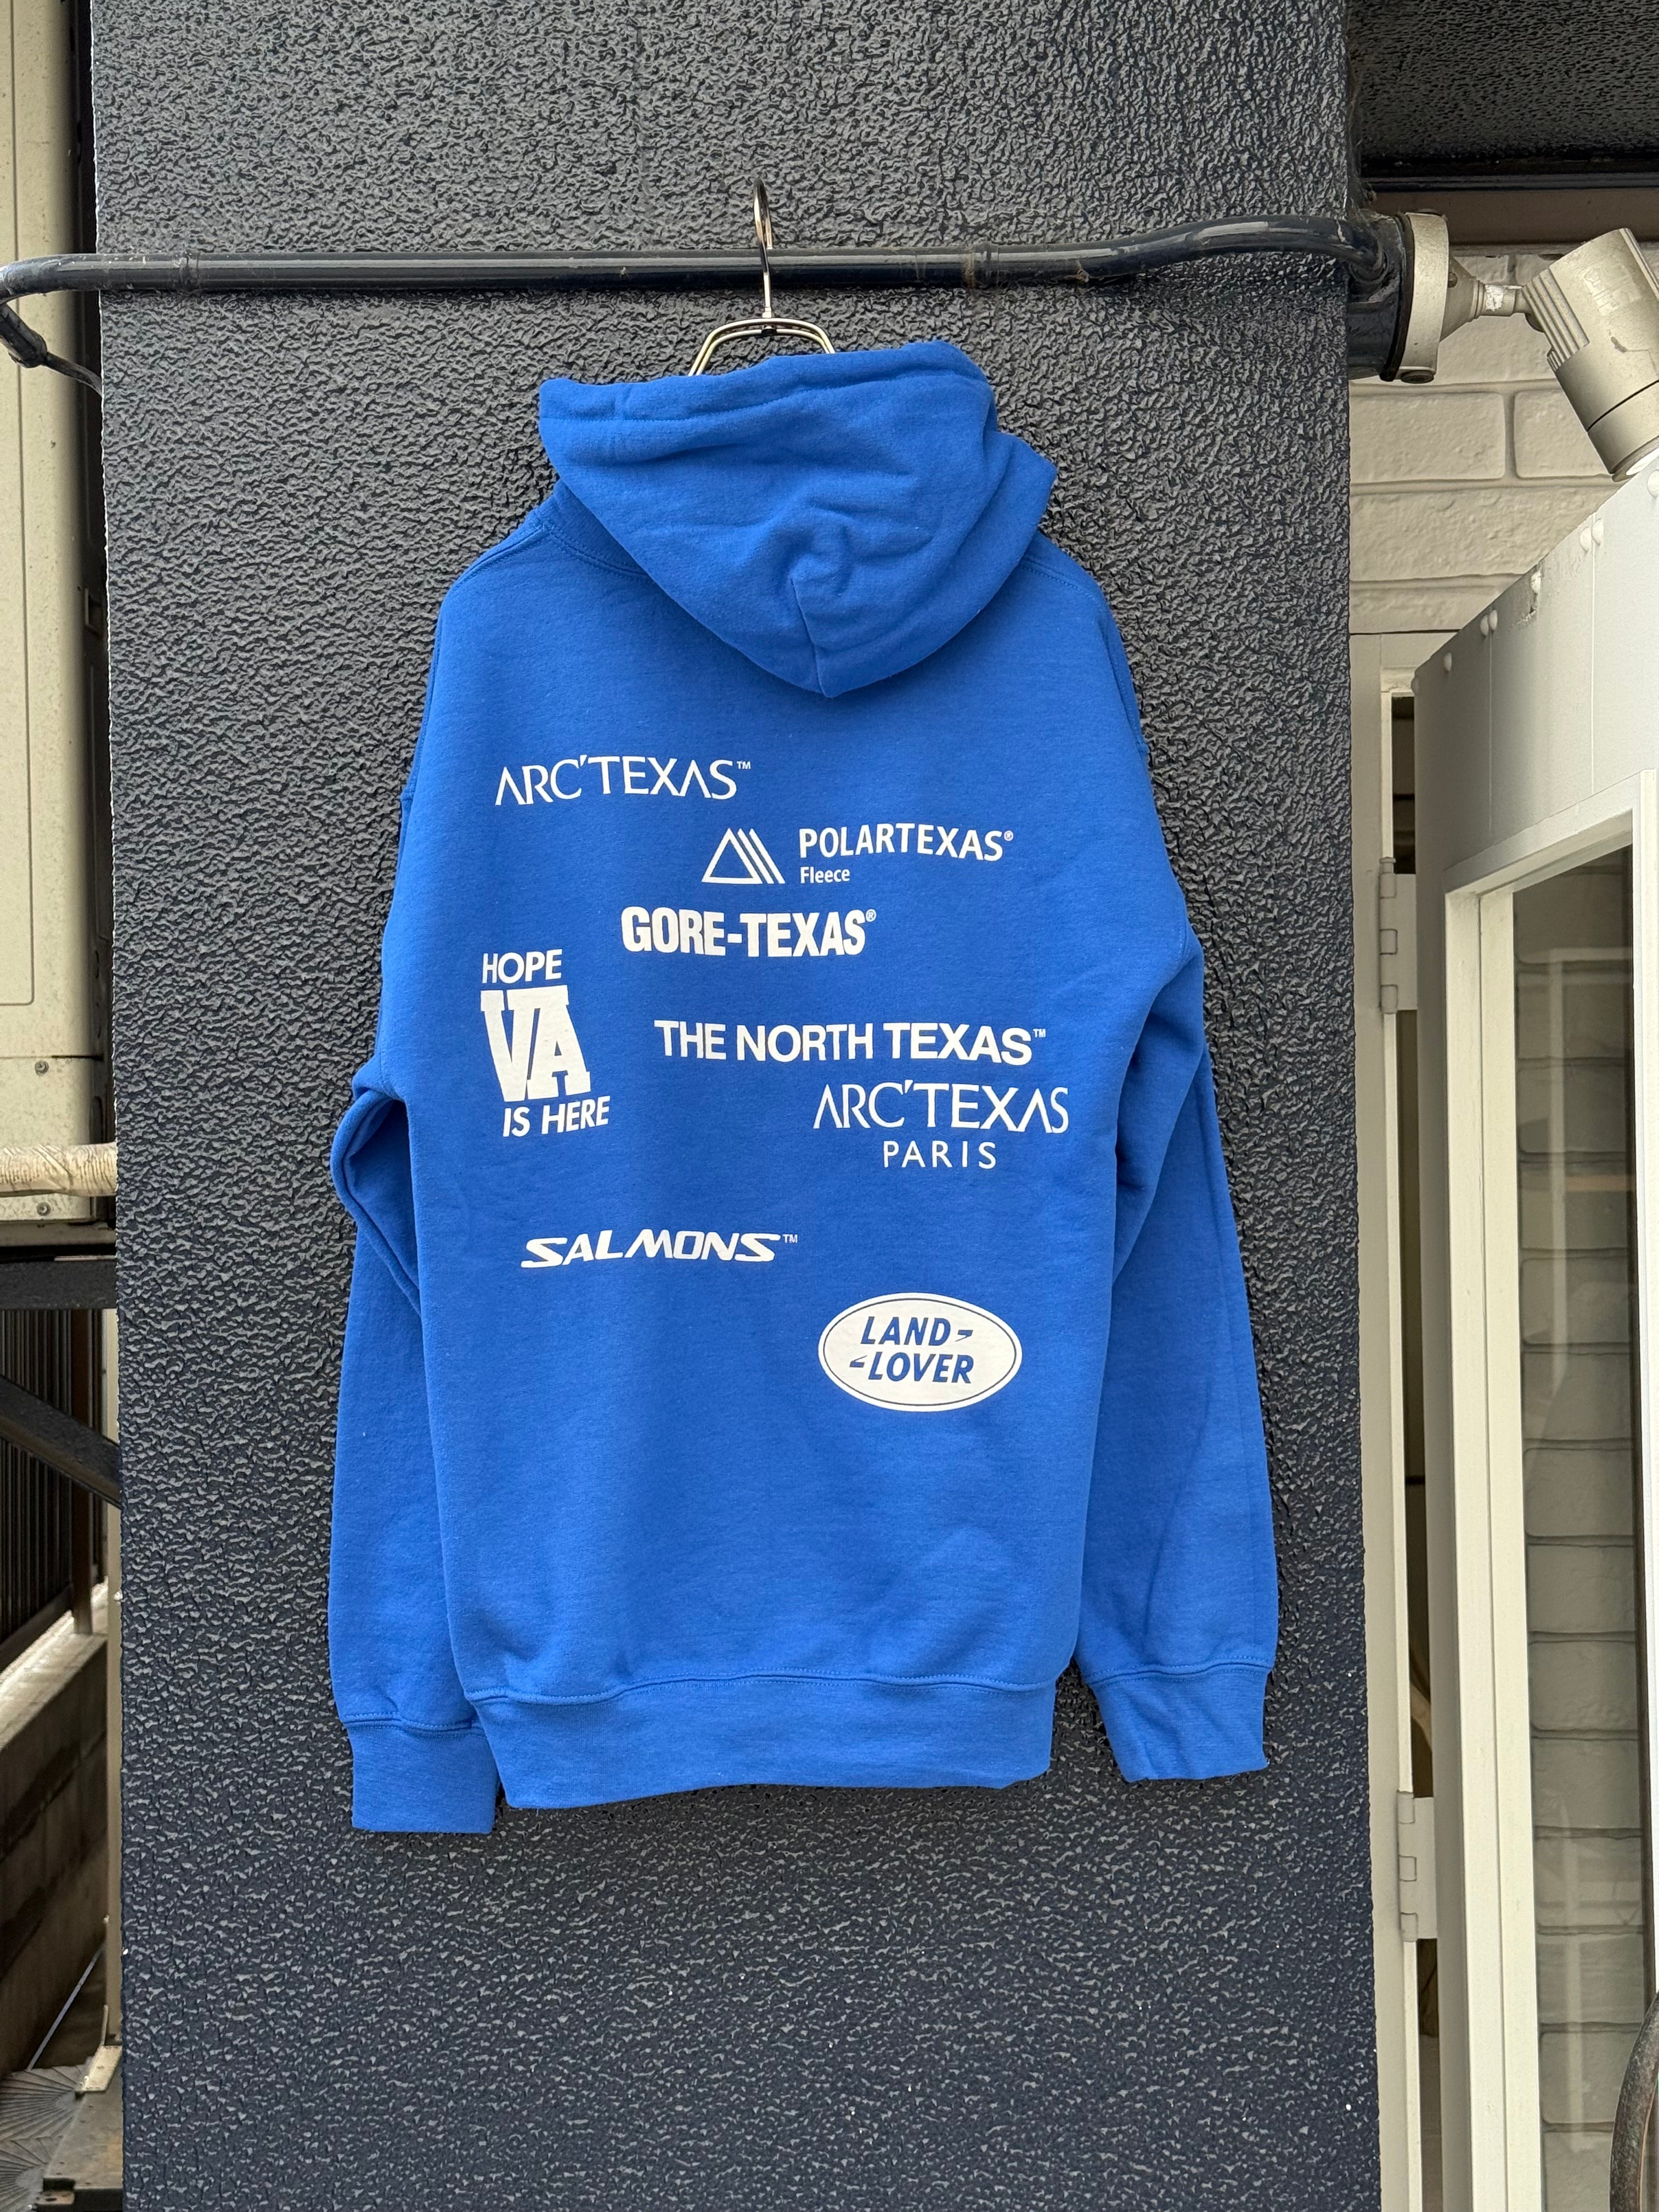 ARC'TEXAS™
POLARTEXAS®
Fleece
GORE-TEXAS®
HOPE
VA
IS HERE
THE NORTH TEXAS™
ARC'TEXAS
PARIS
SALMONS™
LAND-
-LOVER